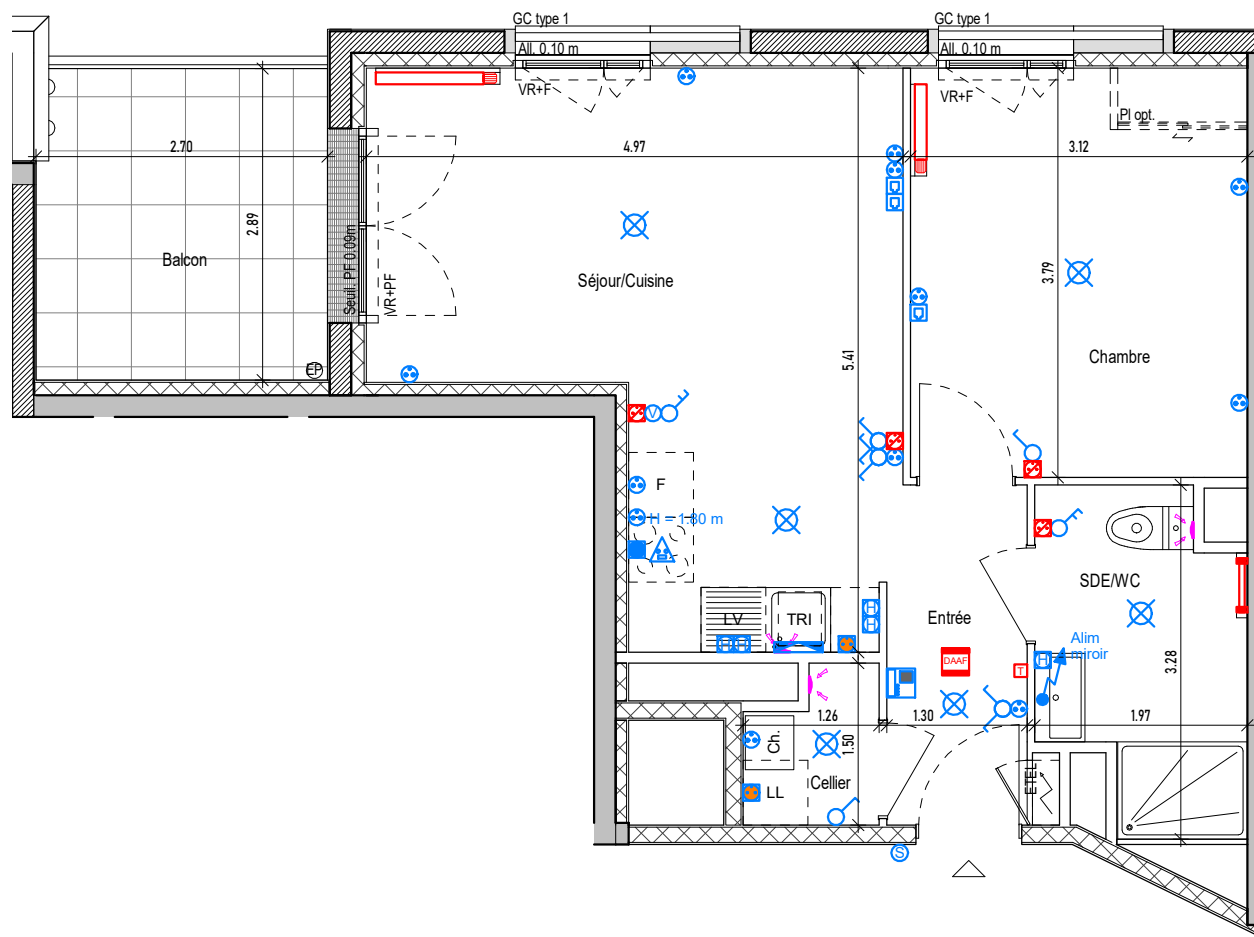 GC type 1
GC type 1
All. 0.10 m
All. 0.10 m
VR+F
VR+F
Pl opt.
2.70
4.97
3.12
2.89
Seuil. PF 0.09m
VR+PF
Balcon
Séjour/Cuisine
3.79
Chambre
5.41
EP
V
F
H = 1.80 m
SDE/WC
LV
TRI
H
H
H H
Entrée
DAAF
T
H
Alim
miroir
3.28
1.26
1.30
1.97
1.50
Ch.
LL
Cellier
ETEL
S